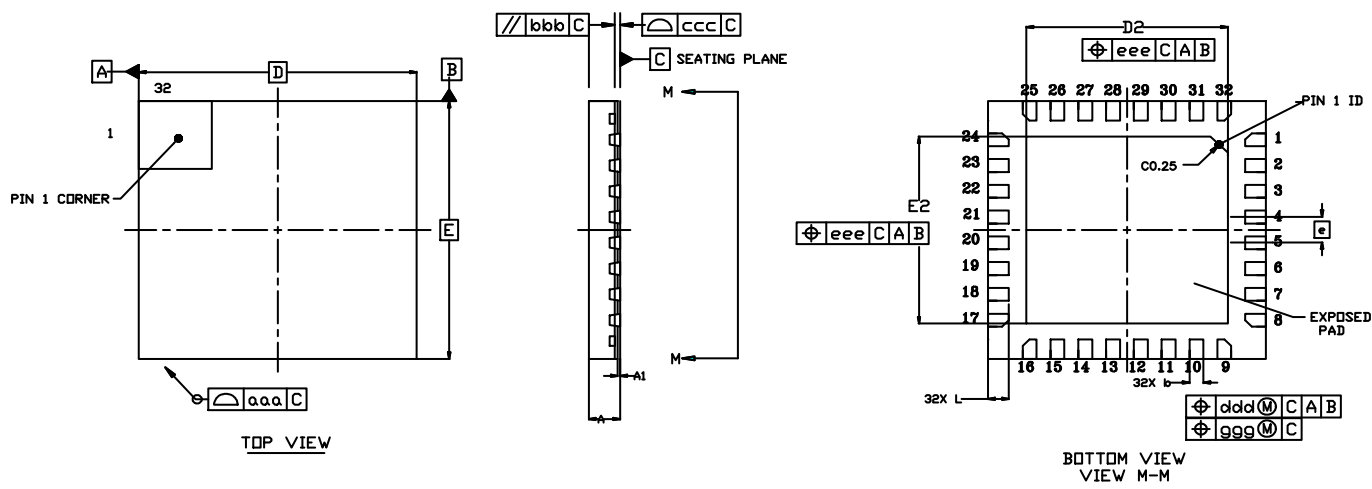 // bbb C
⌓ ccc C
C SEATING PLANE
A
D
B
32
1
PIN 1 CORNER
E
⌓ aaa C
TOP VIEW
M
M
A1
A
D2
⌖ eee C A B
25 26 27 28 29 30 31 32
PIN 1 ID
24
23
22
21
20
19
18
17
1
2
3
4
5
6
7
8
C0.25
E2
⌖ eee C A B
e
EXPOSED
PAD
16 15 14 13 12 11 10 9
32X b
32X L
⌖ ddd Ⓜ C A B
⌖ ggg Ⓜ C
BOTTOM VIEW
VIEW M-M